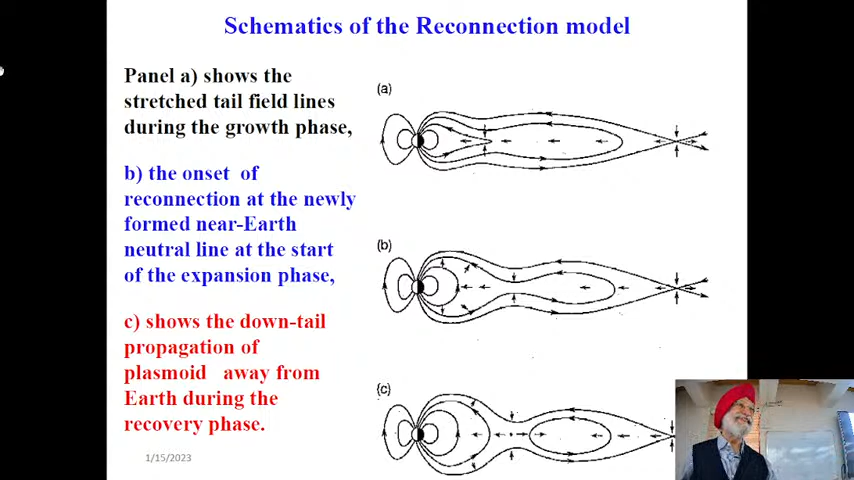 Schematics of the Reconnection model
Panel a) shows the
stretched tail field lines
during the growth phase,
b) the onset of
reconnection at the newly
formed near-Earth
neutral line at the start
of the expansion phase,
c) shows the down-tail
propagation of
plasmoid away from
Earth during the
recovery phase.
(a)
(b)
(c)
1/15/2023